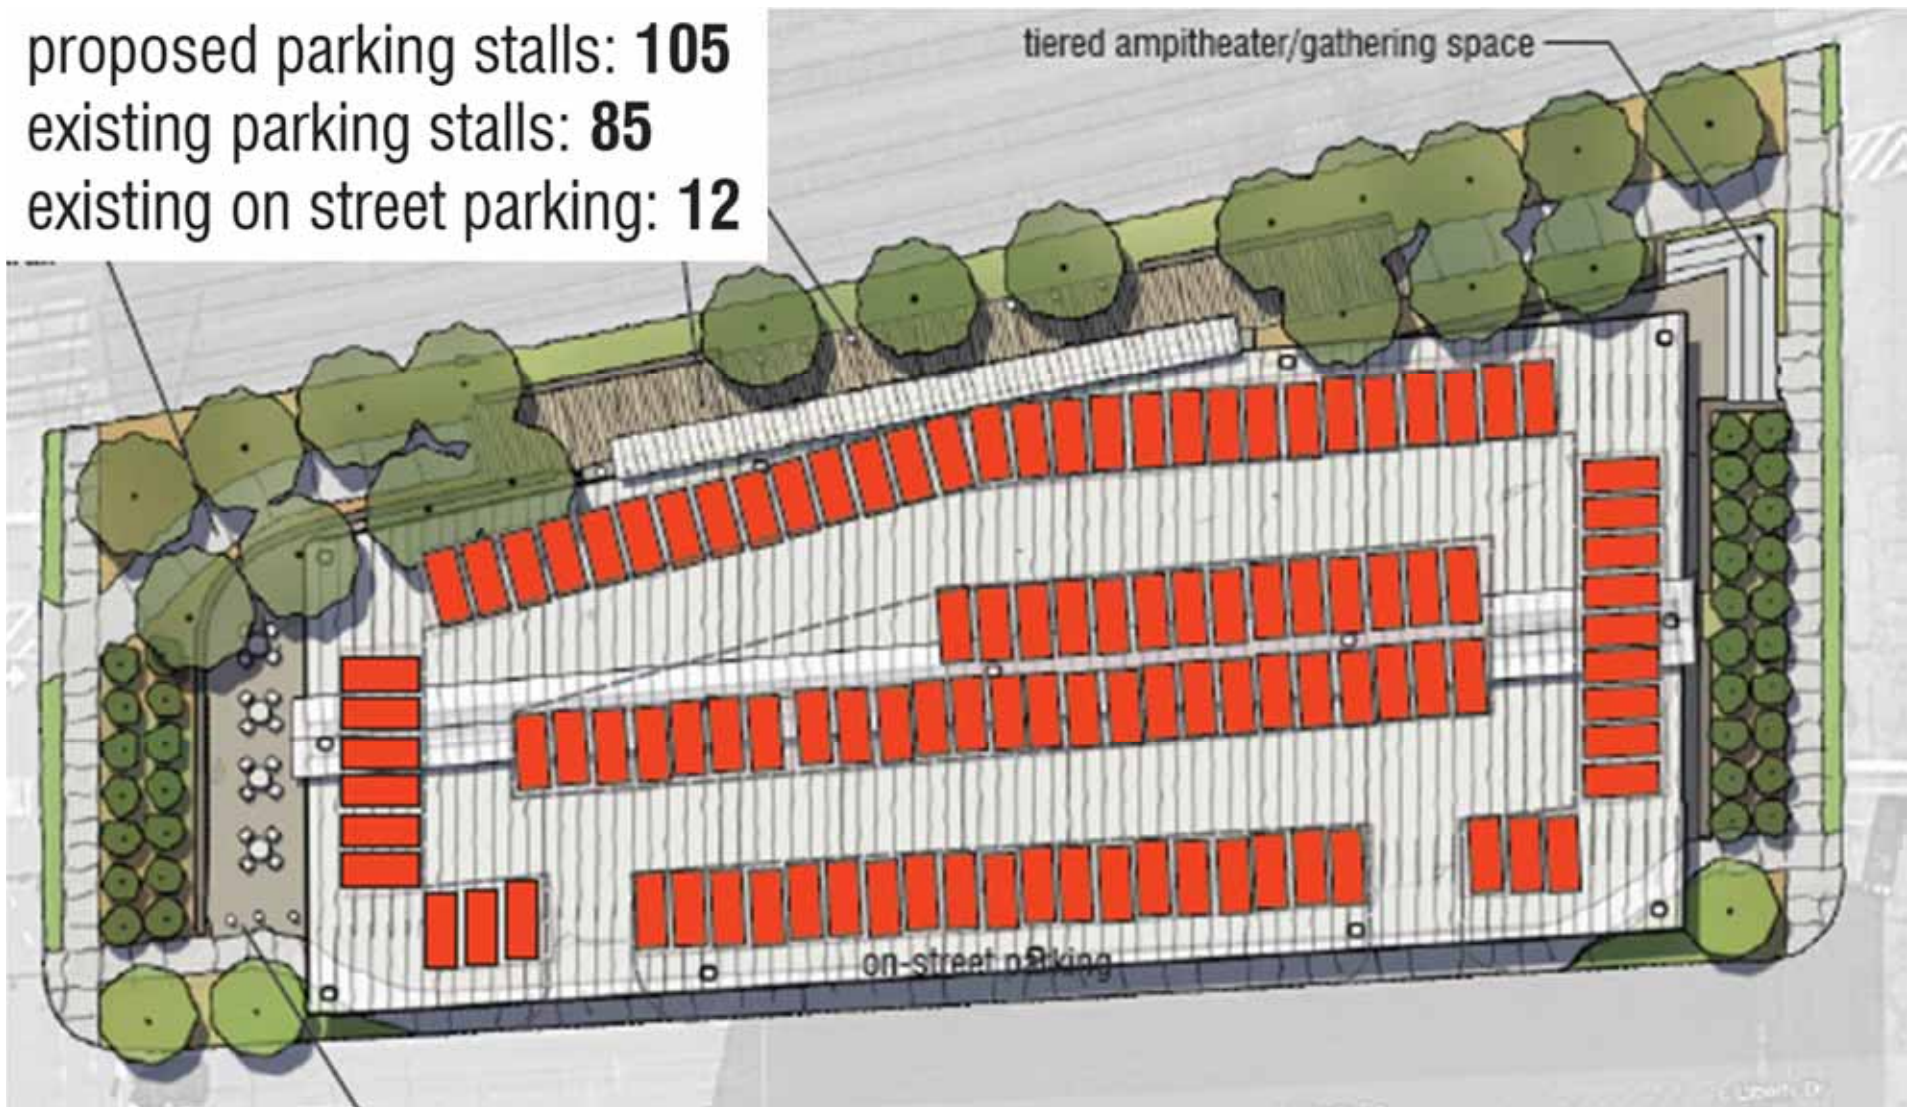 proposed parking stalls: 105
existing parking stalls: 85
existing on street parking: 12
tiered ampitheater/gathering space
on-street parking